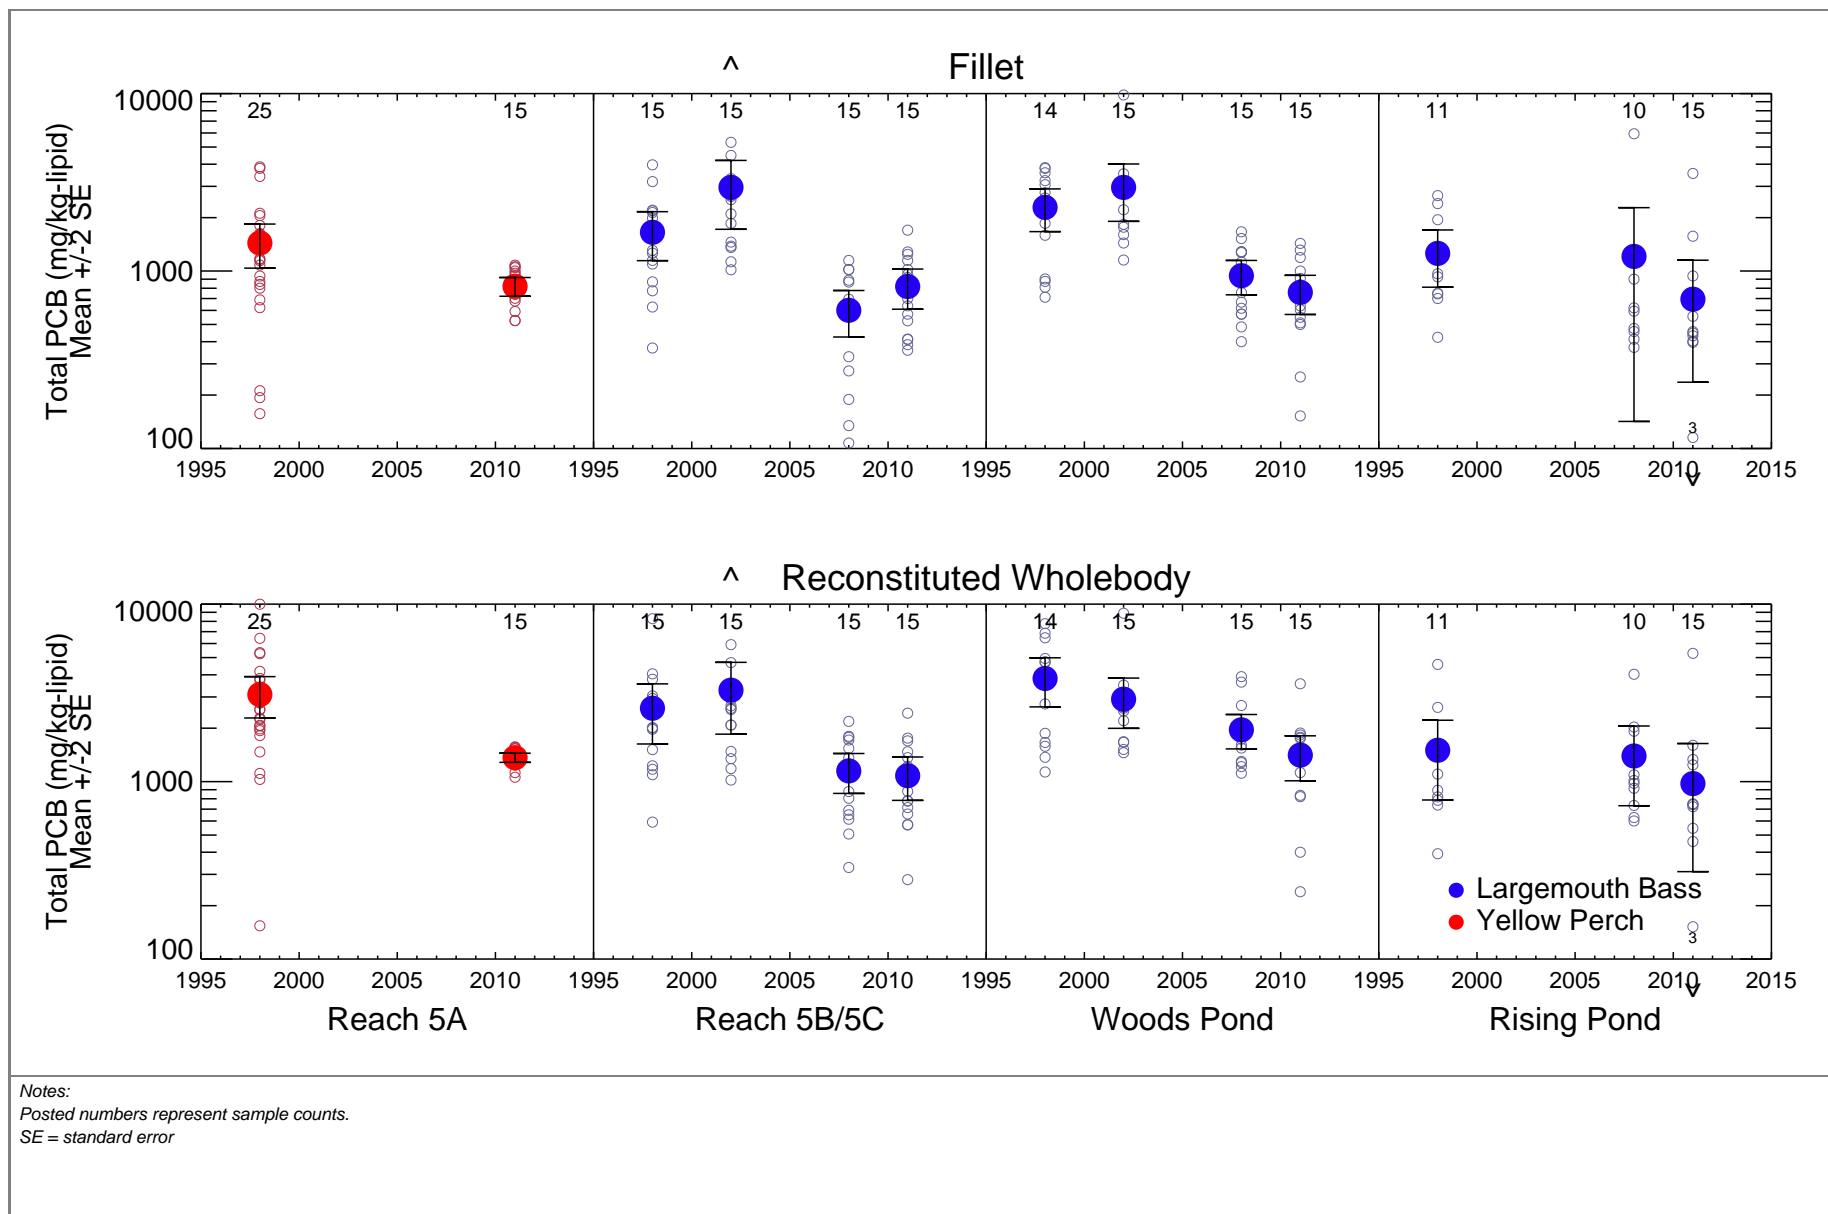 ^ Fillet
Total PCB (mg/kg-lipid)
Mean +/-2 SE
10000
1000
100
25 15 15 15 15 15 14 15 15 15 11 10 15
3
1995 2000 2005 2010 1995 2000 2005 2010 1995 2000 2005 2010 1995 2000 2005 2010 2015
^ Reconstituted Wholebody
Total PCB (mg/kg-lipid)
Mean +/-2 SE
10000
1000
100
25 15 15 15 15 15 14 15 15 15 11 10 15
Largemouth Bass
Yellow Perch
3
1995 2000 2005 2010 1995 2000 2005 2010 1995 2000 2005 2010 1995 2000 2005 2010 2015
Reach 5A Reach 5B/5C Woods Pond Rising Pond
Notes:
Posted numbers represent sample counts.
SE = standard error